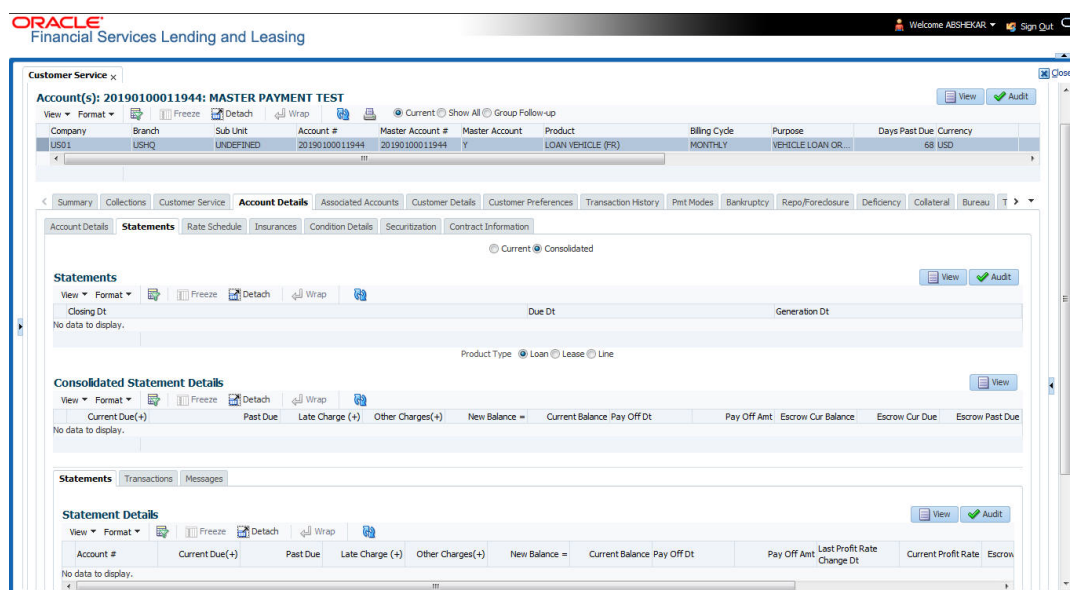 ORACLE®
Financial Services Lending and Leasing
Welcome ABSHEKAR Sign Out
Customer Service x
Close
Account(s): 20190100011944: MASTER PAYMENT TEST
View Audit
View Format Freeze Detach Wrap Current Show All Group Follow-up
Company Branch Sub Unit Account # Master Account # Master Account Product Billing Cycle Purpose Days Past Due Currency
US01 USHQ UNDEFINED 20190100011944 20190100011944 Y LOAN VEHICLE (FR) MONTHLY VEHICLE LOAN OR... 68 USD
Summary Collections Customer Service Account Details Associated Accounts Customer Details Customer Preferences Transaction History Pmt Modes Bankruptcy Repo/Foreclosure Deficiency Collateral Bureau T
Account Details Statements Rate Schedule Insurances Condition Details Securitization Contract Information
Current Consolidated
Statements
View Audit
View Format Freeze Detach Wrap
Closing Dt Due Dt Generation Dt
No data to display.
Product Type Loan Lease Line
Consolidated Statement Details
View
View Format Freeze Detach Wrap
Current Due(+) Past Due Late Charge (+) Other Charges(+) New Balance = Current Balance Pay Off Dt Pay Off Amt Escrow Cur Balance Escrow Cur Due Escrow Past Due
No data to display.
Statements Transactions Messages
Statement Details
View Audit
View Format Freeze Detach Wrap
Account # Current Due(+) Past Due Late Charge (+) Other Charges(+) New Balance = Current Balance Pay Off Dt Pay Off Amt Last Profit Rate Change Dt Current Profit Rate Escrow
No data to display.